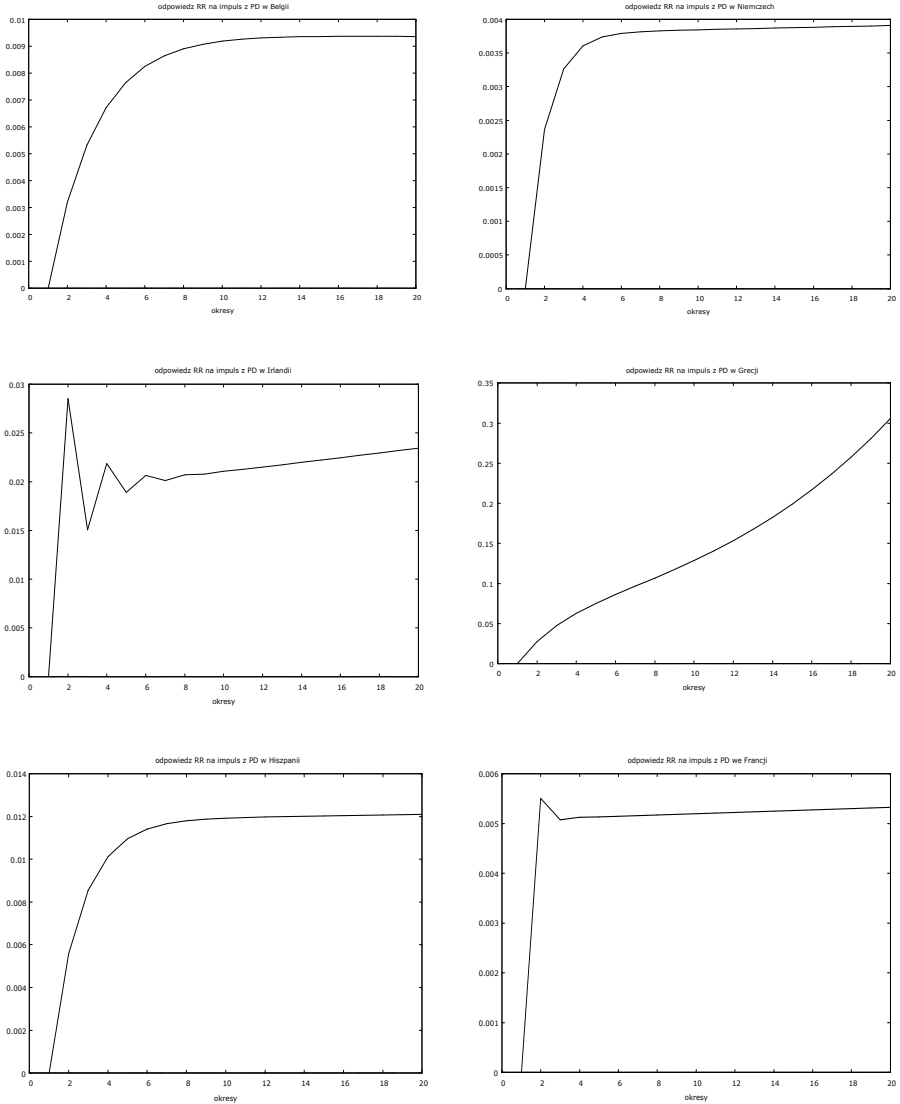 odpowiedz RR na impuls z PD w Belgii
0.01
0.009
0.008
0.007
0.006
0.005
0.004
0.003
0.002
0.001
0
0 2 4 6 8 10 12 14 16 18 20
okresy
odpowiedz RR na impuls z PD w Niemczech
0.004
0.0035
0.003
0.0025
0.002
0.0015
0.001
0.0005
0
0 2 4 6 8 10 12 14 16 18 20
okresy
odpowiedz RR na impuls z PD w Irlandii
0.03
0.025
0.02
0.015
0.01
0.005
0
0 2 4 6 8 10 12 14 16 18 20
okresy
odpowiedz RR na impuls z PD w Grecji
0.35
0.3
0.25
0.2
0.15
0.1
0.05
0
0 2 4 6 8 10 12 14 16 18 20
okresy
odpowiedz RR na impuls z PD w Hiszpanii
0.014
0.012
0.01
0.008
0.006
0.004
0.002
0
0 2 4 6 8 10 12 14 16 18 20
okresy
odpowiedz RR na impuls z PD we Francji
0.006
0.005
0.004
0.003
0.002
0.001
0
0 2 4 6 8 10 12 14 16 18 20
okresy